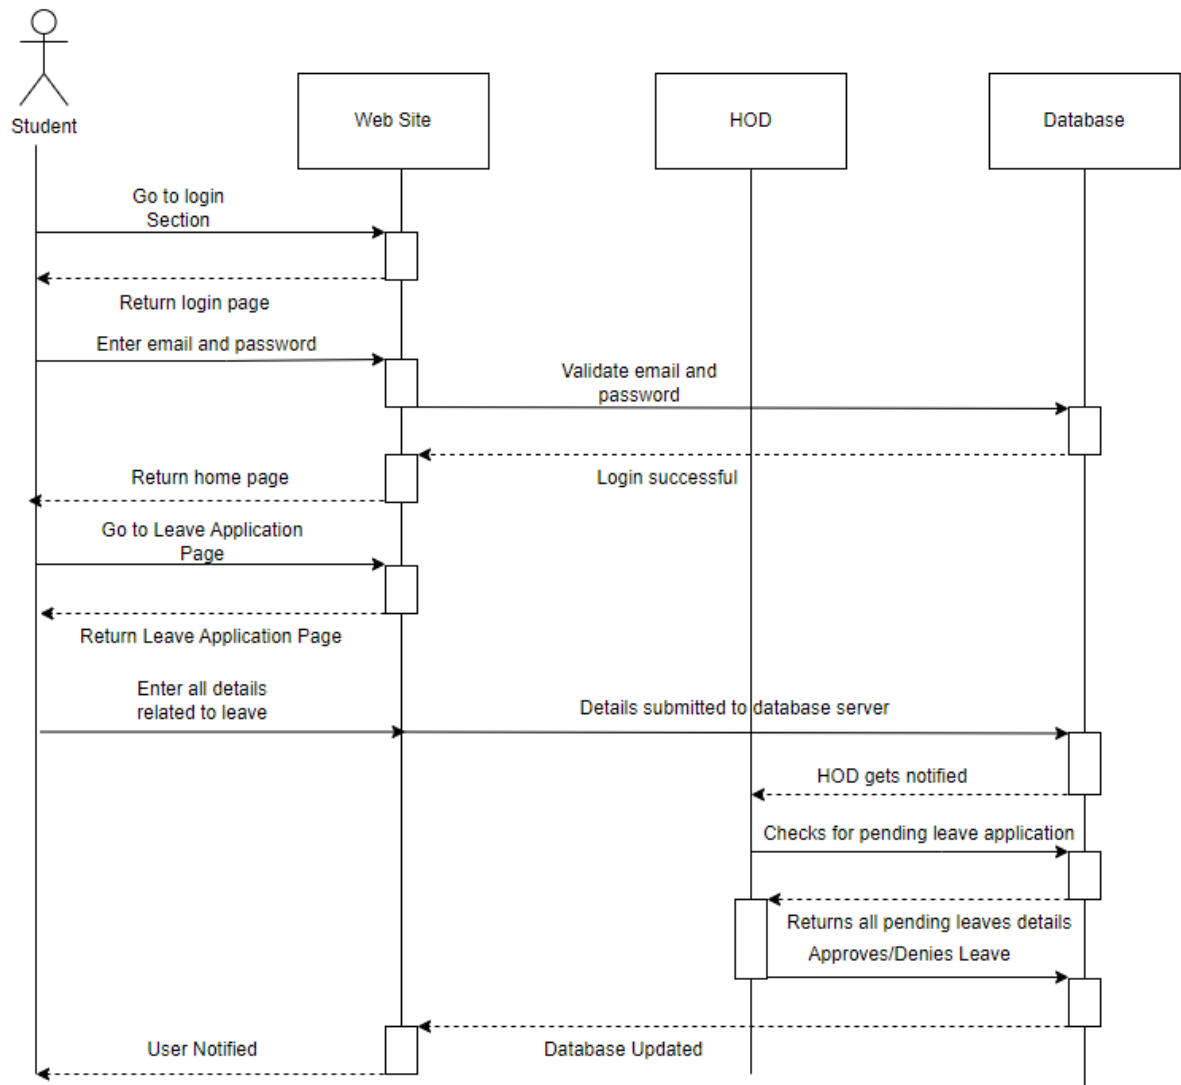 Student
Web Site
HOD
Database
Go to login
Section
Return login page
Enter email and password
Validate email and
password
Return home page
Login successful
Go to Leave Application
Page
Return Leave Application Page
Enter all details
related to leave
Details submitted to database server
HOD gets notified
Checks for pending leave application
Returns all pending leaves details
Approves/Denies Leave
User Notified
Database Updated